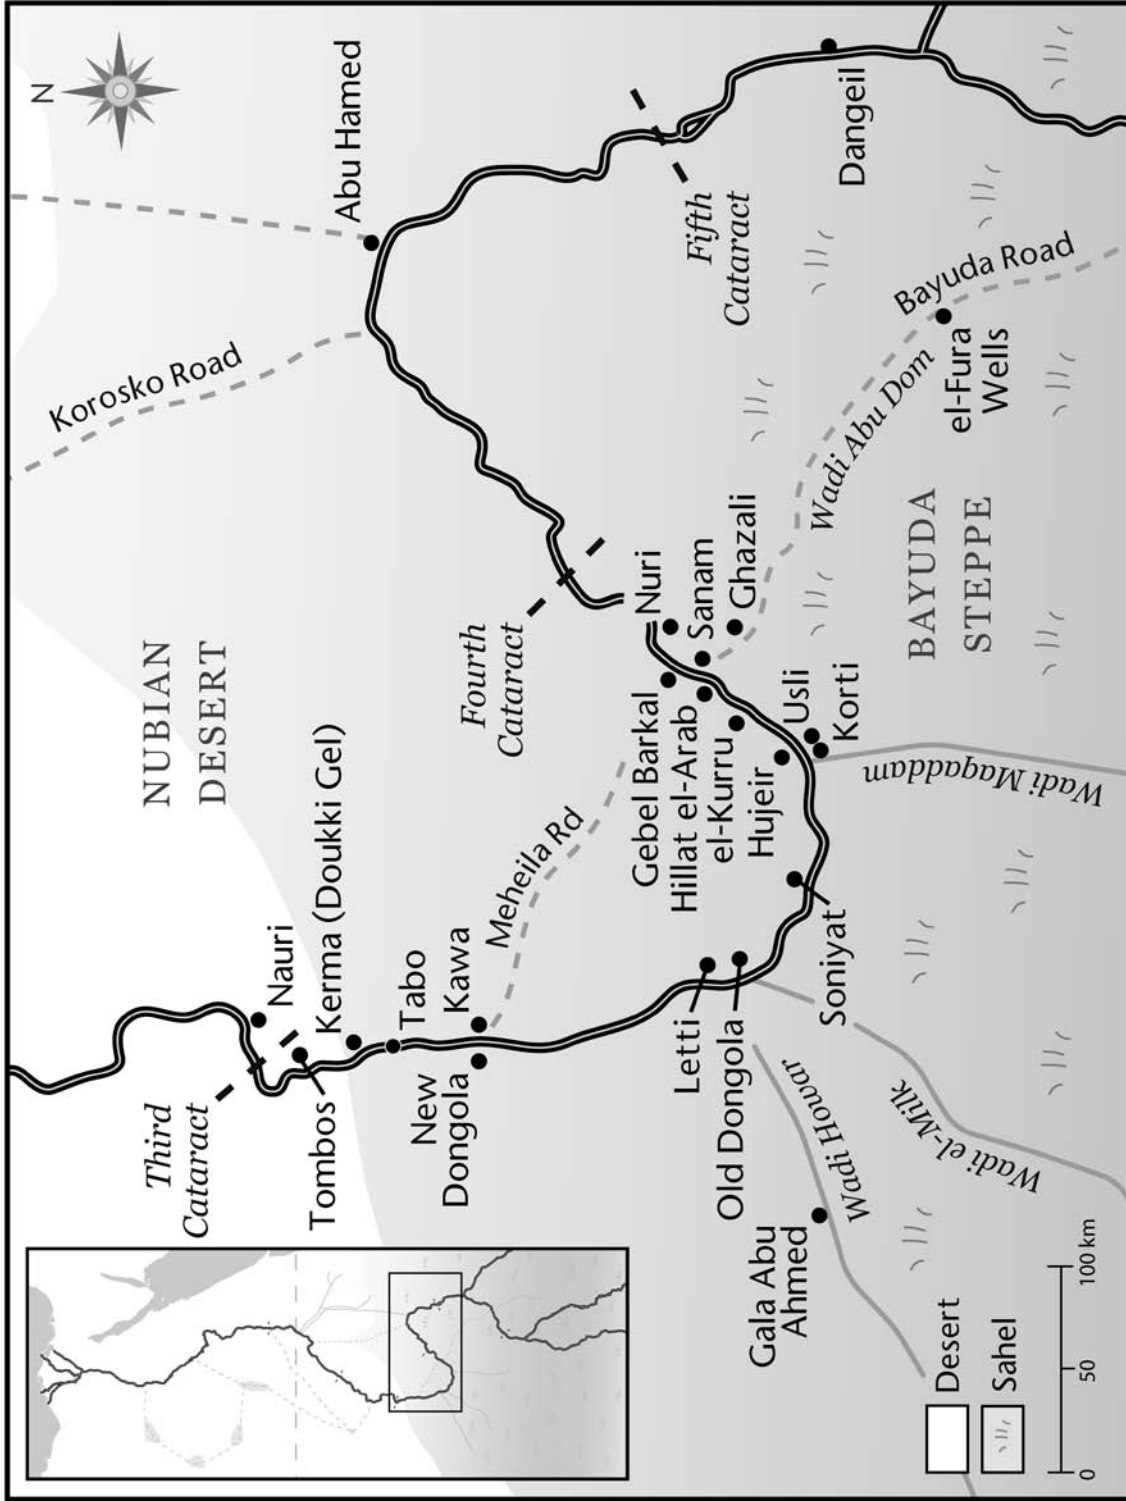 N
NUBIAN
DESERT
Korosko Road
Abu Hamed
Third
Cataract
Nauri
Tombos
Kerma (Doukki Gel)
Tabo
Kawa
New
Dongola
Meheila Rd
Fourth
Cataract
Fifth
Cataract
Dangeil
Nuri
Sanam
Ghazali
Gebel Barkal
Hillat el-Arab
el-Kurru
Hujeir
Usli
Korti
Letti
Old Dongola
Soniyat
Wadi Howar
Wadi el-Milk
Wadi Maqaddam
Wadi Abu Dom
Bayuda Road
el-Fura
Wells
BAYUDA
STEPPE
Gala Abu
Ahmed
Desert
Sahel
0
50
100 km